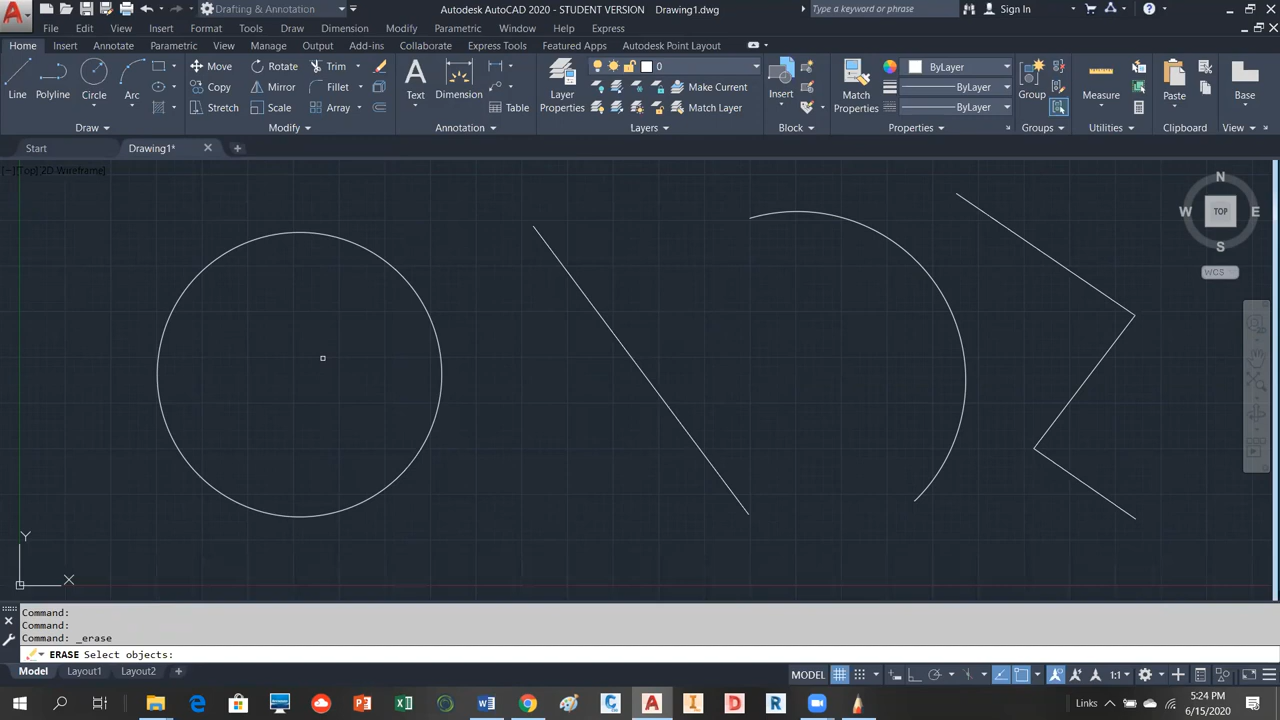 Drafting & Annotation
Autodesk AutoCAD 2020 - STUDENT VERSION Drawing1.dwg
Type a keyword or phrase
Sign In
File Edit View Insert Format Tools Draw Dimension Modify Parametric Window Help Express
Home Insert Annotate Parametric View Manage Output Add-ins Collaborate Express Tools Featured Apps Autodesk Point Layout
Line Polyline Circle Arc
Move Rotate Trim
Copy Mirror Fillet
Stretch Scale Array
Text Dimension Table
Layer Properties
0
Make Current
Match Layer
Insert
Match Properties
ByLayer
ByLayer
ByLayer
Group
Measure
Paste
Base
Draw Modify Annotation Layers Block Properties Groups Utilities Clipboard View
Start Drawing1*
[−][Top][2D Wireframe]
N
W TOP E
S
WCS
Y
X
Command:
Command:
Command: _erase
ERASE Select objects:
Model Layout1 Layout2
MODEL 1:1
Links
5:24 PM
6/15/2020